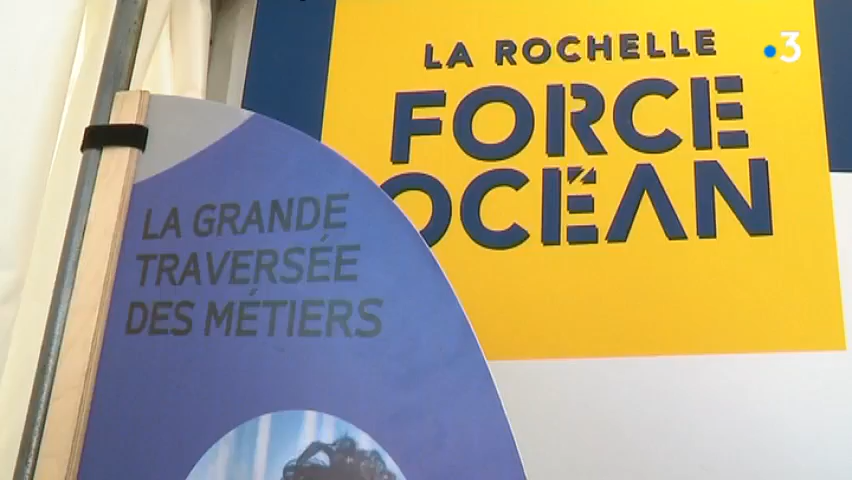 LA ROCHELLE
FORCE
OCÉAN
3
LA GRANDE
TRAVERSÉE
DES MÉTIERS